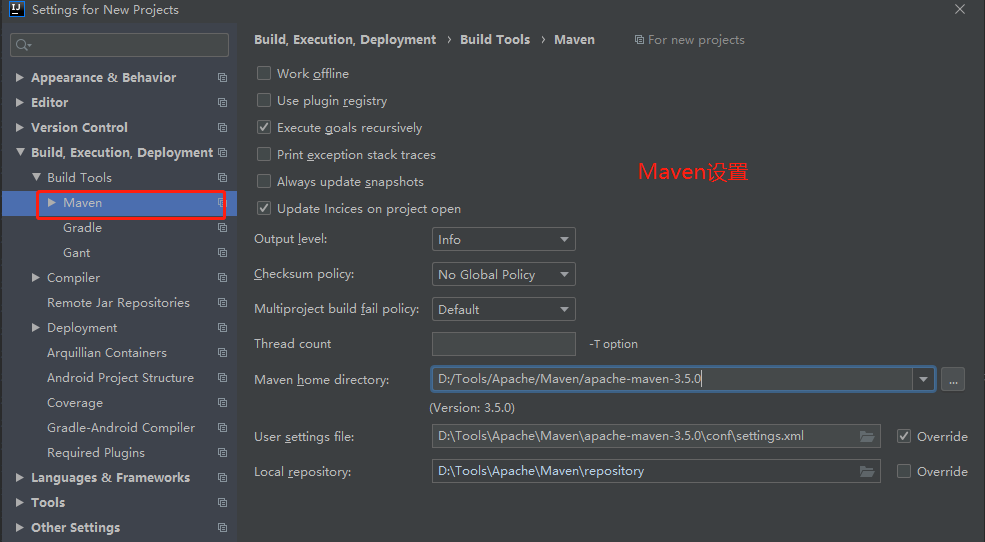 Settings for New Projects
Appearance & Behavior
Editor
Version Control
Build, Execution, Deployment
Build Tools
Maven
Gradle
Gant
Compiler
Remote Jar Repositories
Deployment
Arquillian Containers
Android Project Structure
Coverage
Gradle-Android Compiler
Required Plugins
Languages & Frameworks
Tools
Other Settings
Build, Execution, Deployment › Build Tools › Maven For new projects
Work offline
Use plugin registry
Execute goals recursively
Print exception stack traces
Always update snapshots
Update Indices on project open
Maven设置
Output level: Info
Checksum policy: No Global Policy
Multiproject build fail policy: Default
Thread count -T option
Maven home directory: D:/Tools/Apache/Maven/apache-maven-3.5.0 ...
(Version: 3.5.0)
User settings file: D:\Tools\Apache\Maven\apache-maven-3.5.0\conf\settings.xml Override
Local repository: D:\Tools\Apache\Maven\repository Override